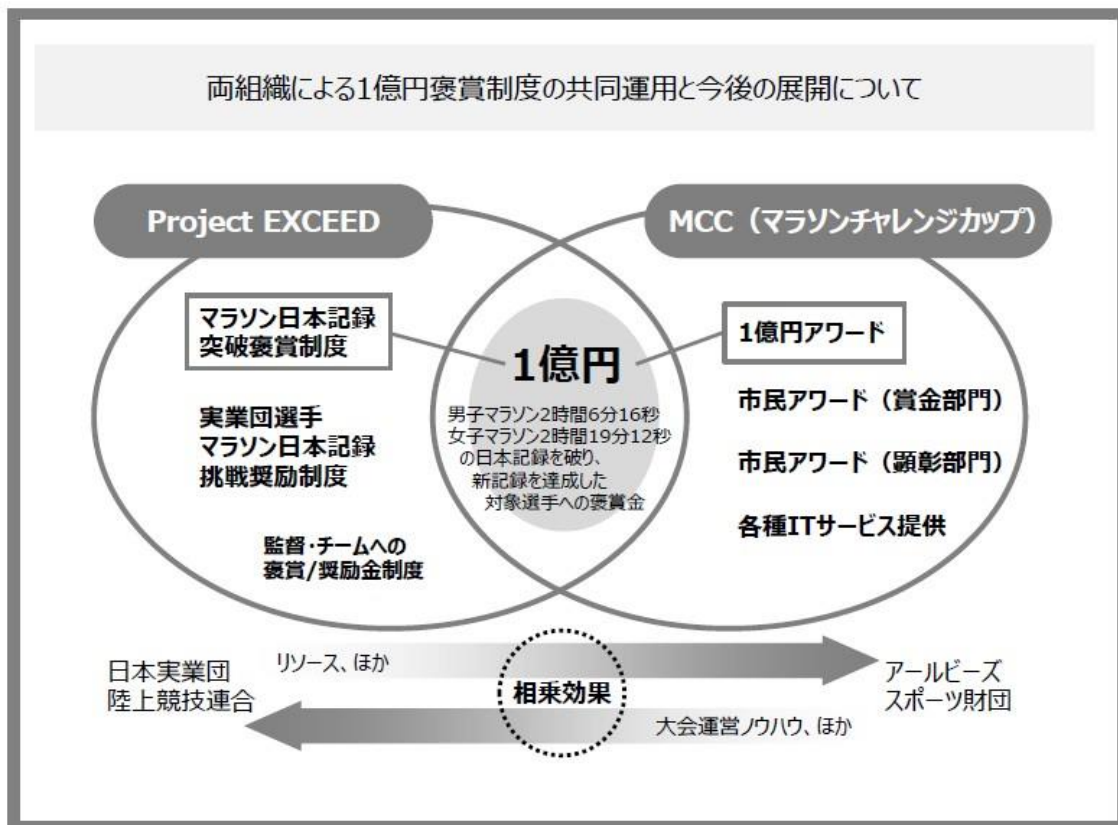 両組織による1億円褒賞制度の共同運用と今後の展開について
Project EXCEED
マラソン日本記録
突破褒賞制度
実業団選手
マラソン日本記録
挑戦奨励制度
監督・チームへの
褒賞/奨励金制度
1億円
男子マラソン2時間6分16秒
女子マラソン2時間19分12秒
の日本記録を破り、
新記録を達成した
対象選手への褒賞金
MCC(マラソンチャレンジカップ)
1億円アワード
市民アワード(賞金部門)
市民アワード(顕彰部門)
各種ITサービス提供
日本実業団
陸上競技連合
リソース、ほか
相乗効果
大会運営ノウハウ、ほか
アールビーズ
スポーツ財団